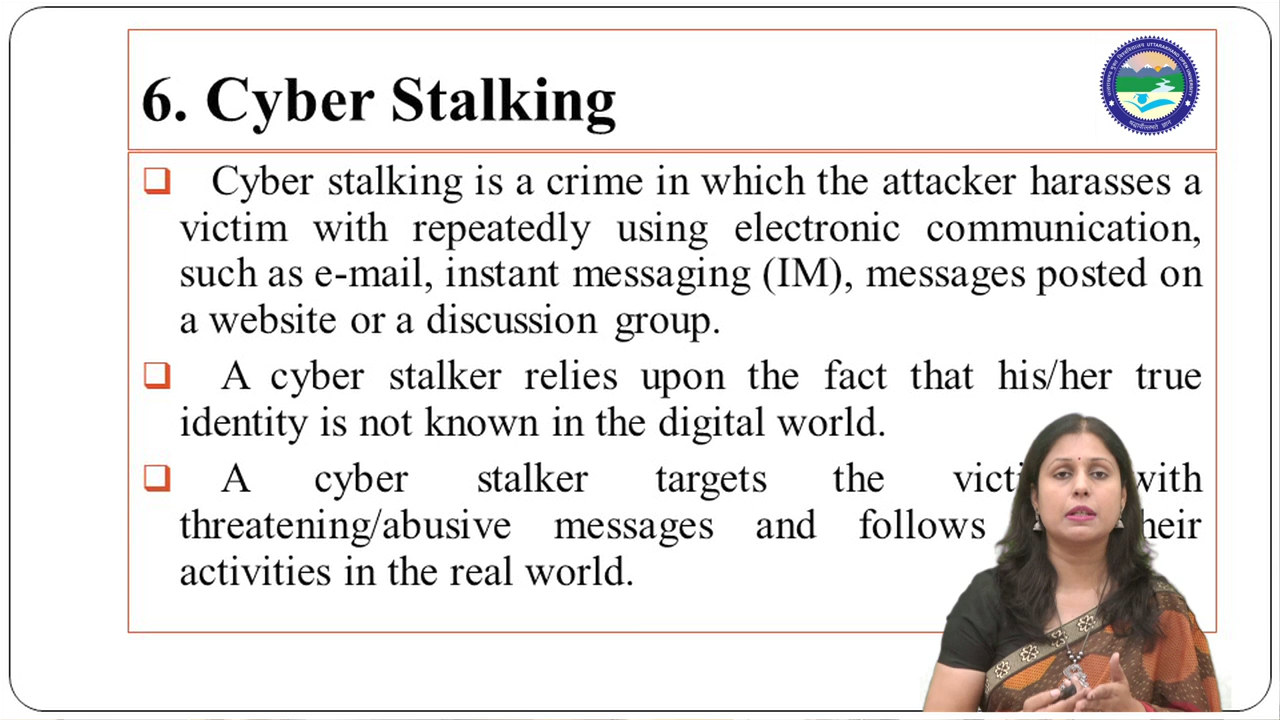 6. Cyber Stalking
Cyber stalking is a crime in which the attacker harasses a
victim with repeatedly using electronic communication,
such as e-mail, instant messaging (IM), messages posted on
a website or a discussion group.
A cyber stalker relies upon the fact that his/her true
identity is not known in the digital world.
A cyber stalker targets the with
threatening/abusive messages and follows
activities in the real world.